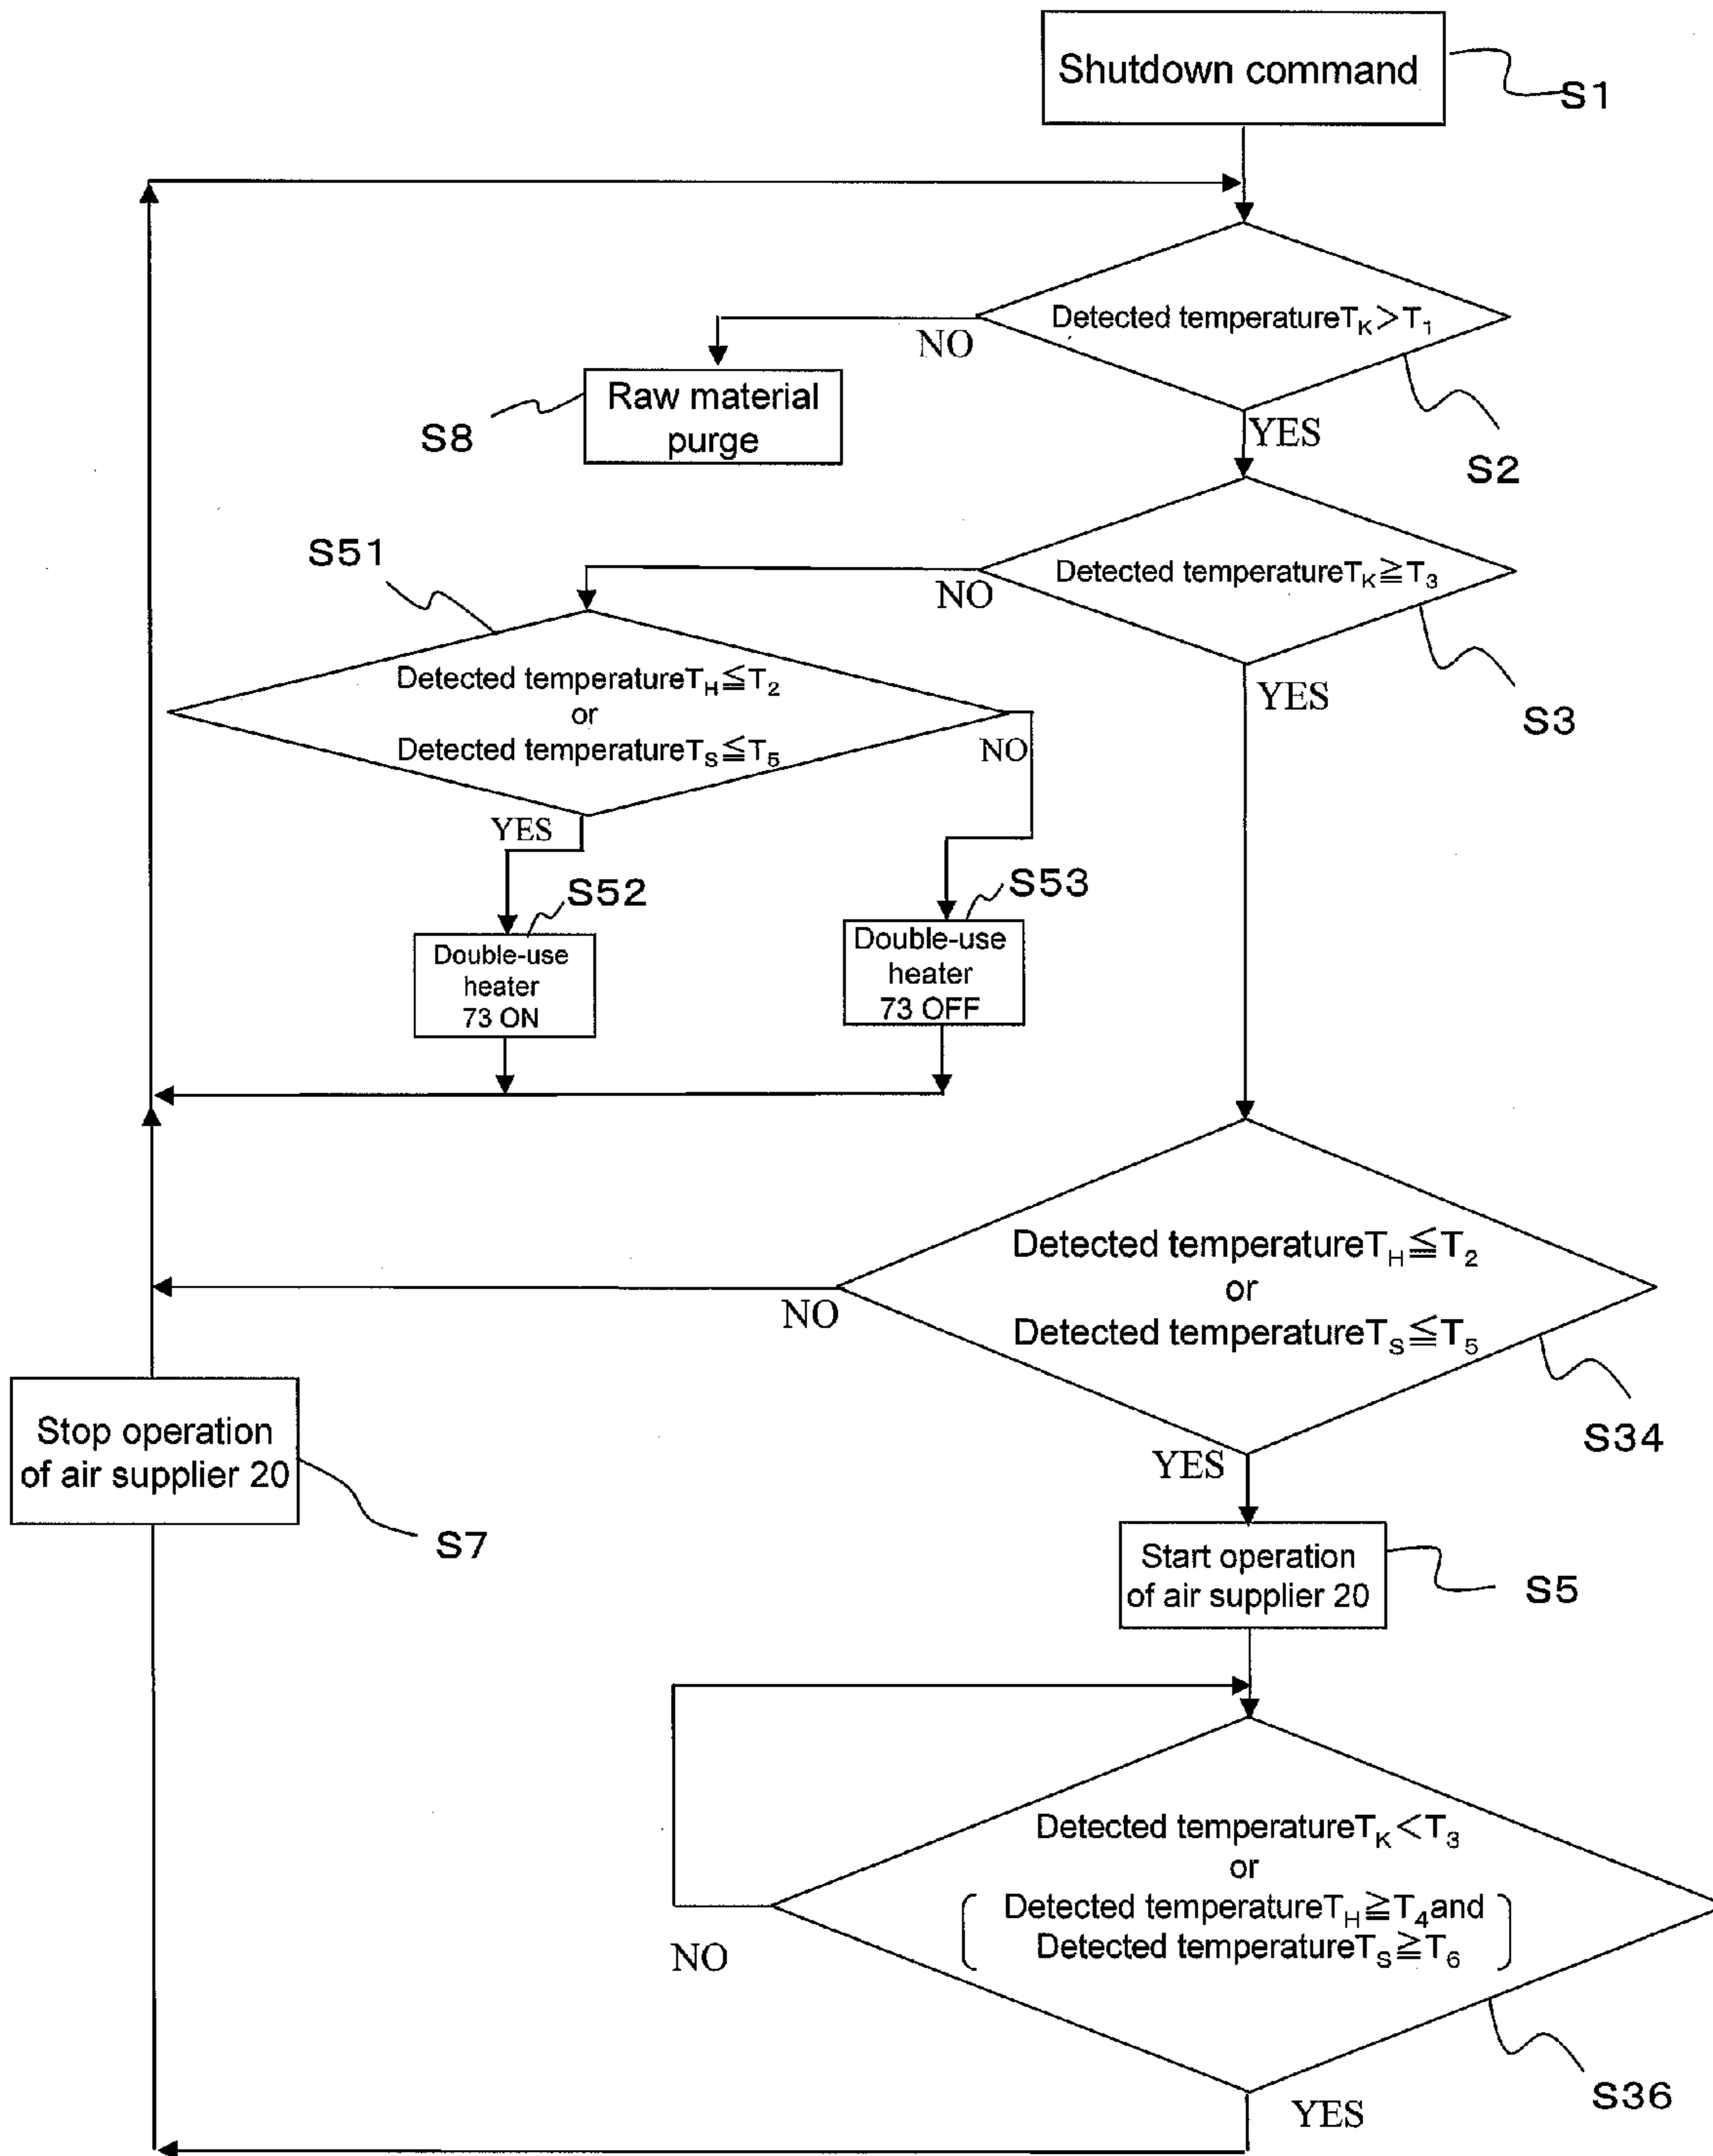 Shutdown command
S1
Detected temperatureTK>T1
NO
YES
S2
Raw material
purge
S8
Detected temperatureTK≧T3
NO
YES
S3
S51
Detected temperatureTH≦T2
or
Detected temperatureTS≦T5
NO
YES
S52
S53
Double-use
heater
73 ON
Double-use
heater
73 OFF
Detected temperatureTH≦T2
or
Detected temperatureTS≦T5
NO
YES
S34
Stop operation
of air supplier 20
S7
Start operation
of air supplier 20
S5
Detected temperatureTK<T3
or
( Detected temperatureTH≧T4and
Detected temperatureTS≧T6 )
NO
YES
S36